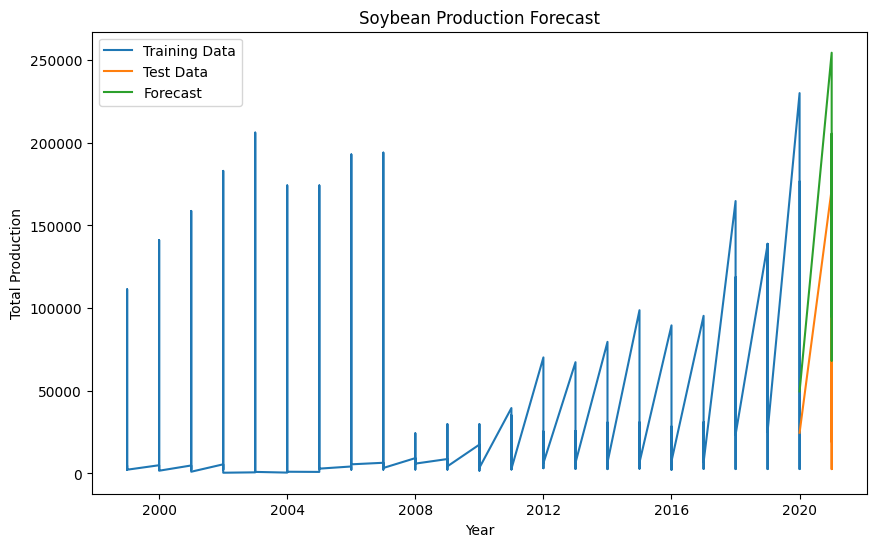 Soybean Production Forecast
Training Data
Test Data
Forecast
250000
200000
150000
100000
50000
0
Total Production
2000 2004 2008 2012 2016 2020
Year